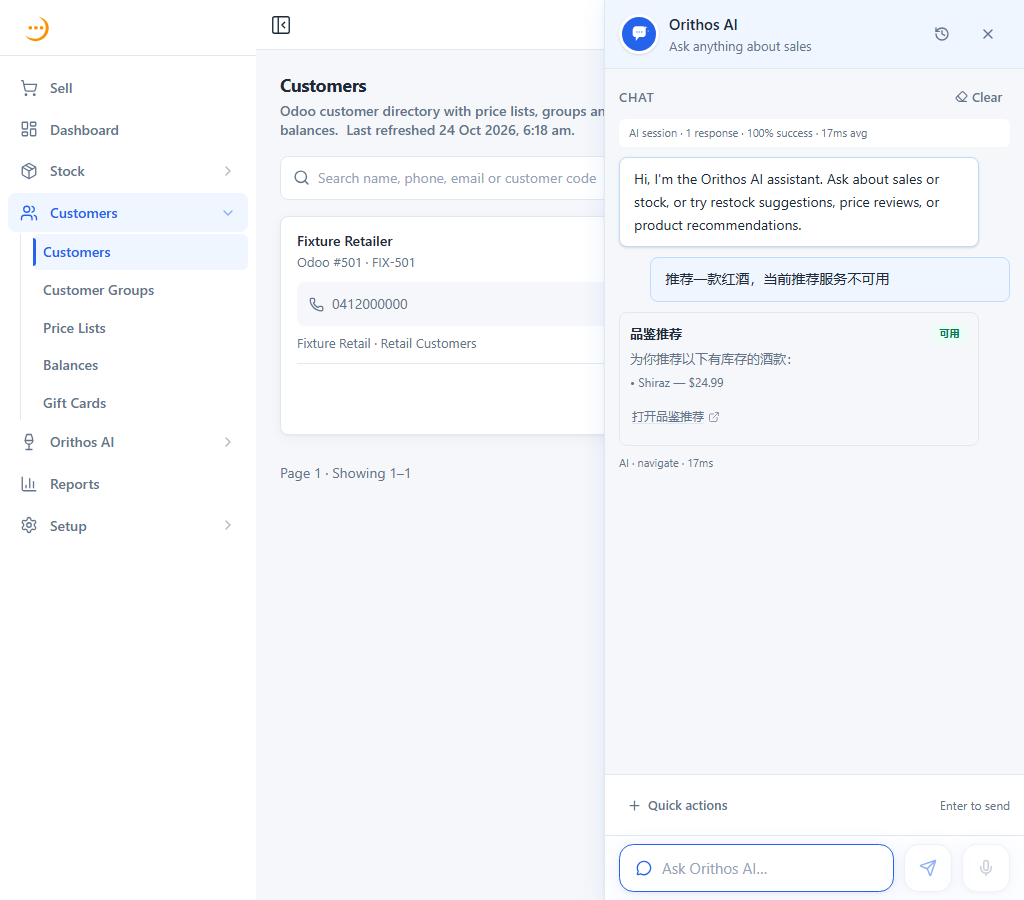 Sell
Dashboard
Stock
Customers
Customers
Customer Groups
Price Lists
Balances
Gift Cards
Orithos AI
Reports
Setup
Customers
Odoo customer directory with price lists, groups an
balances. Last refreshed 24 Oct 2026, 6:18 am.
Search name, phone, email or customer code
Fixture Retailer
Odoo #501 · FIX-501
0412000000
Fixture Retail · Retail Customers
Page 1 · Showing 1–1
Orithos AI
Ask anything about sales
CHAT
Clear
AI session · 1 response · 100% success · 17ms avg
Hi, I'm the Orithos AI assistant. Ask about sales or
stock, or try restock suggestions, price reviews, or
product recommendations.
推荐一款红酒，当前推荐服务不可用
品鉴推荐
可用
为你推荐以下有库存的酒款：
• Shiraz — $24.99
打开品鉴推荐
AI · navigate · 17ms
Quick actions
Enter to send
Ask Orithos AI...